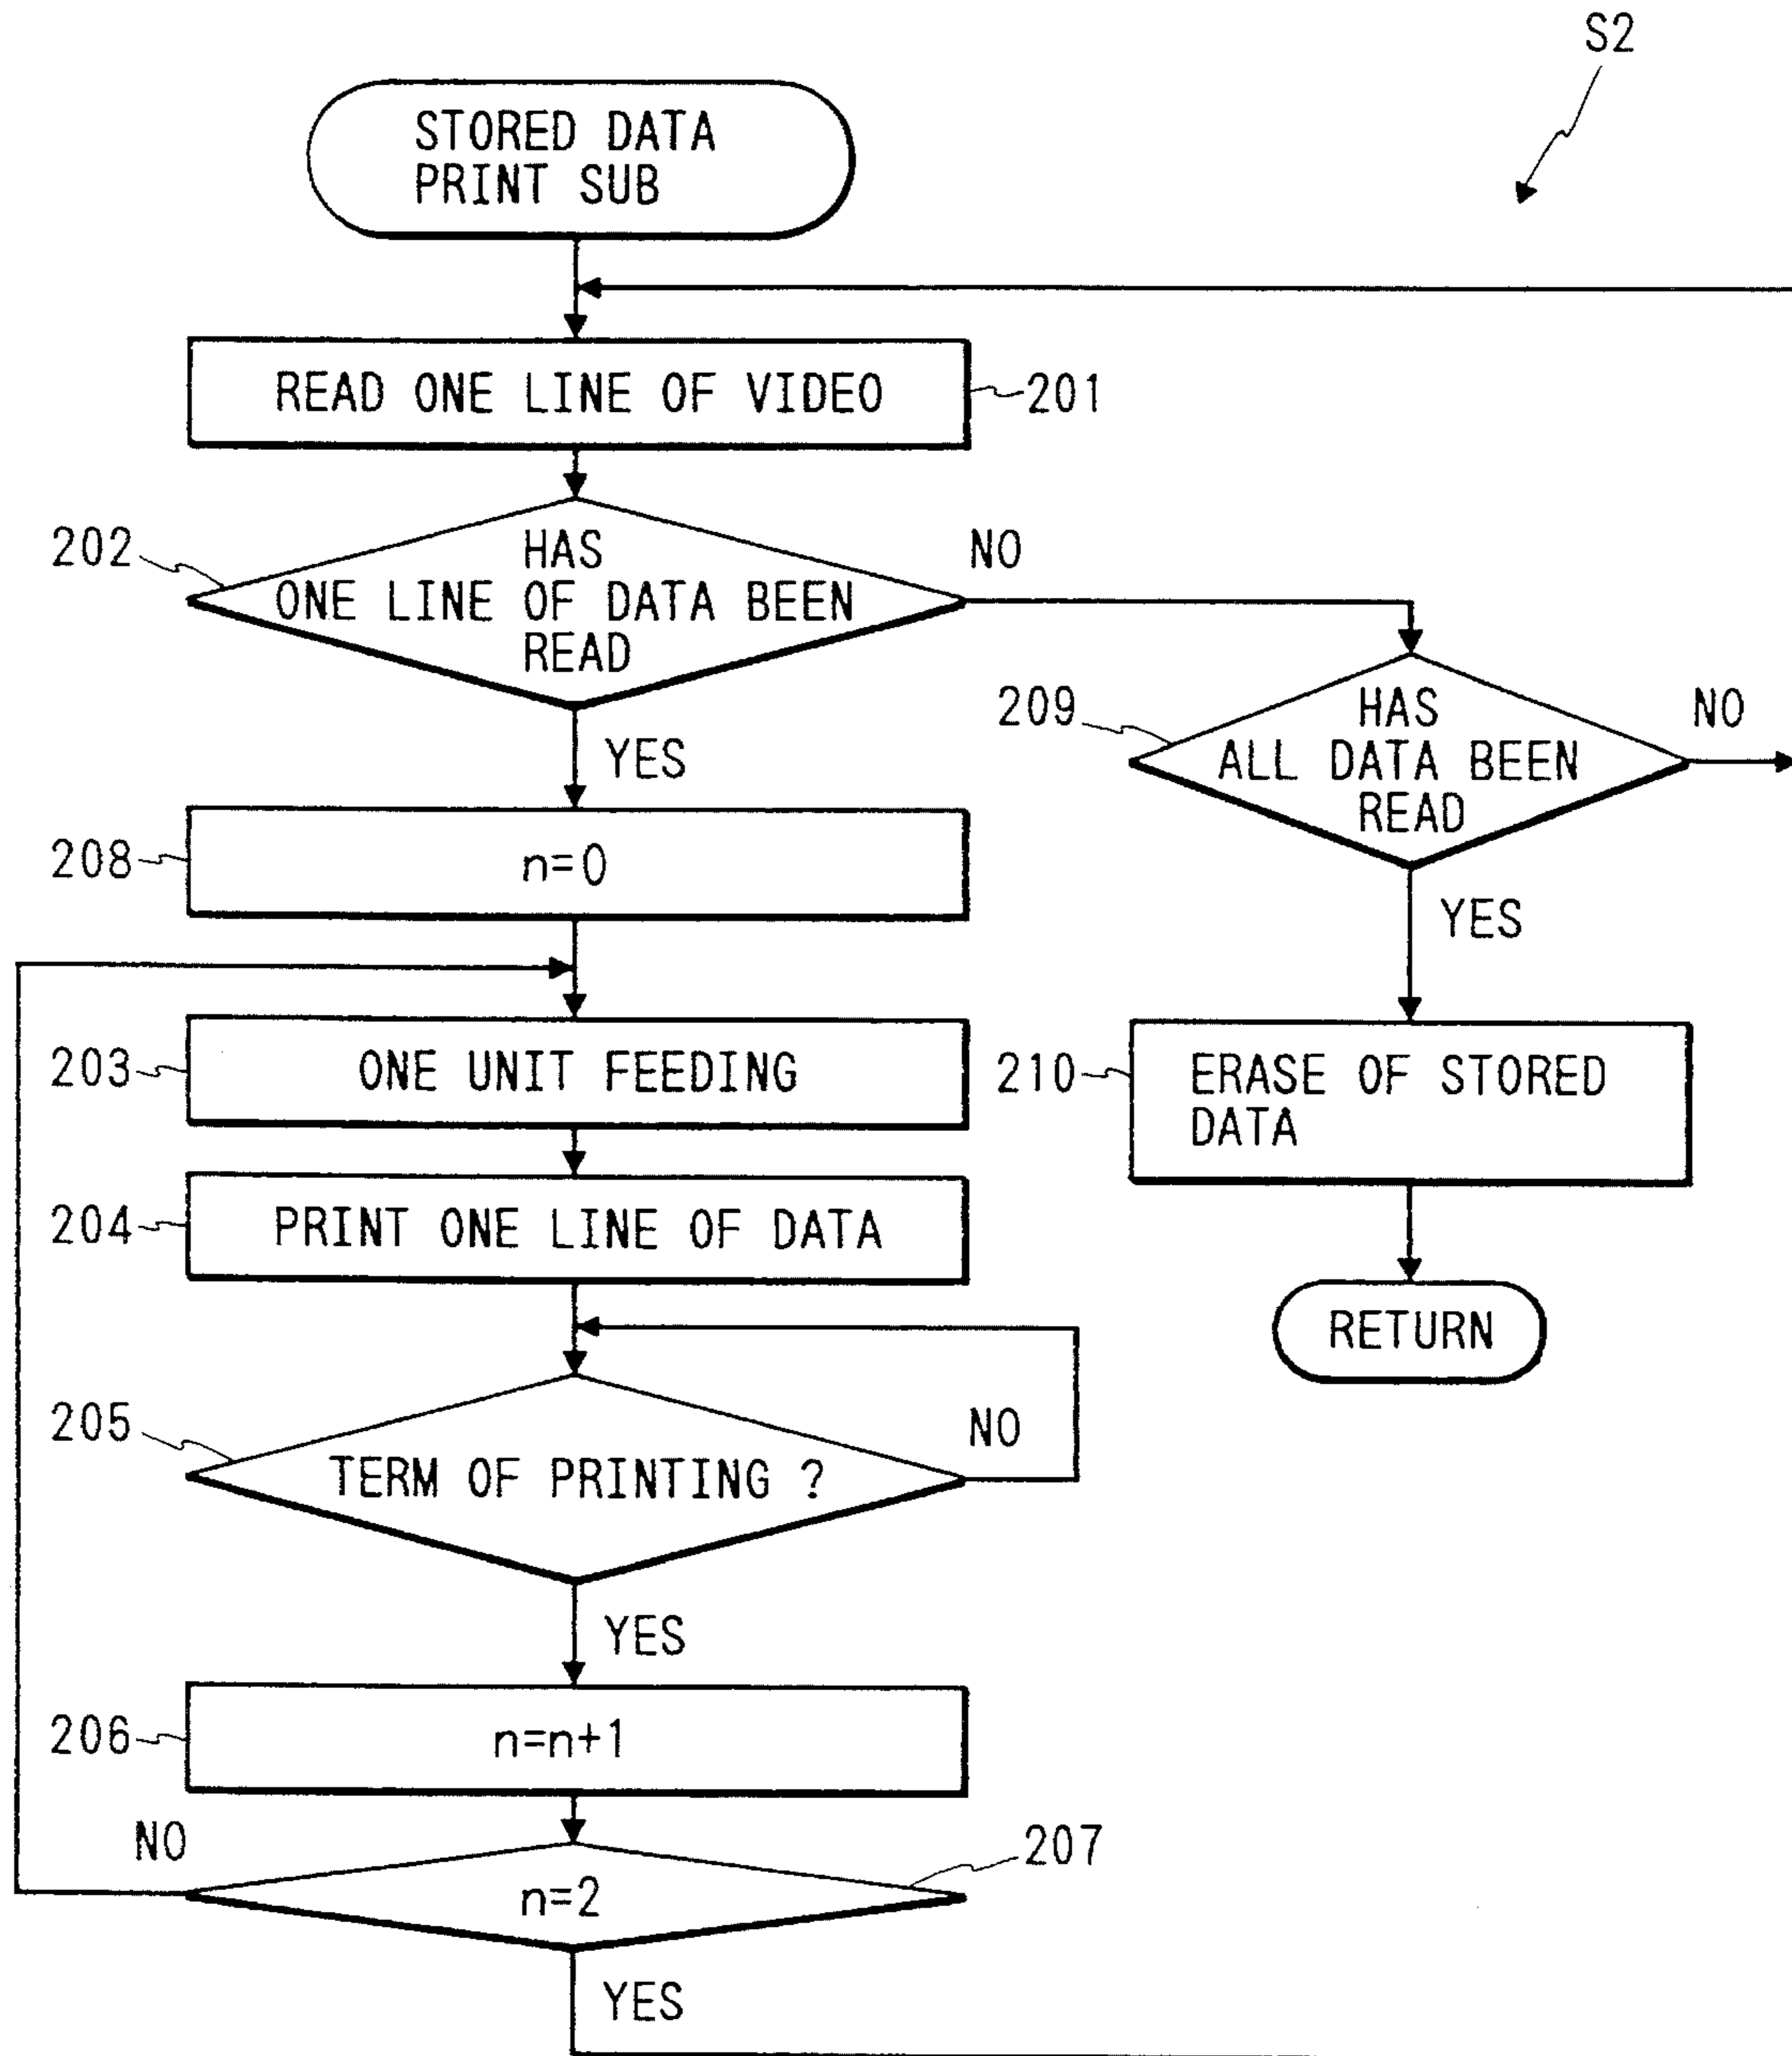 S2
STORED DATA
PRINT SUB
READ ONE LINE OF VIDEO
201
202
HAS
ONE LINE OF DATA BEEN
READ
NO
YES
209
HAS
ALL DATA BEEN
READ
NO
YES
208
n=0
203
ONE UNIT FEEDING
210
ERASE OF STORED
DATA
204
PRINT ONE LINE OF DATA
RETURN
205
TERM OF PRINTING ?
NO
YES
206
n=n+1
NO
207
n=2
YES